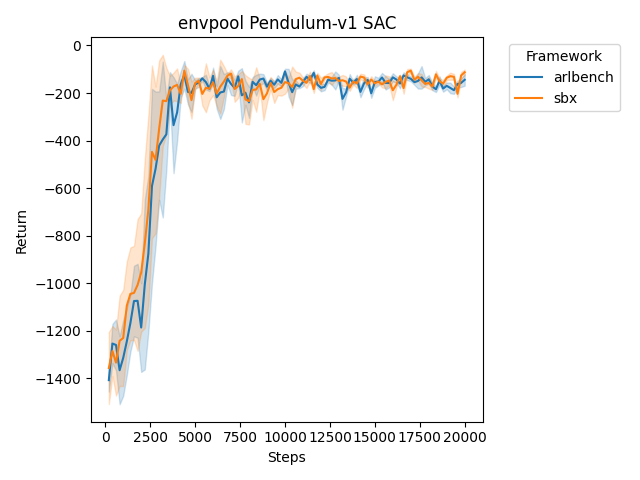 envpool Pendulum-v1 SAC
Framework
arlbench
sbx
Return
0
−200
−400
−600
−800
−1000
−1200
−1400
0 2500 5000 7500 10000 12500 15000 17500 20000
Steps